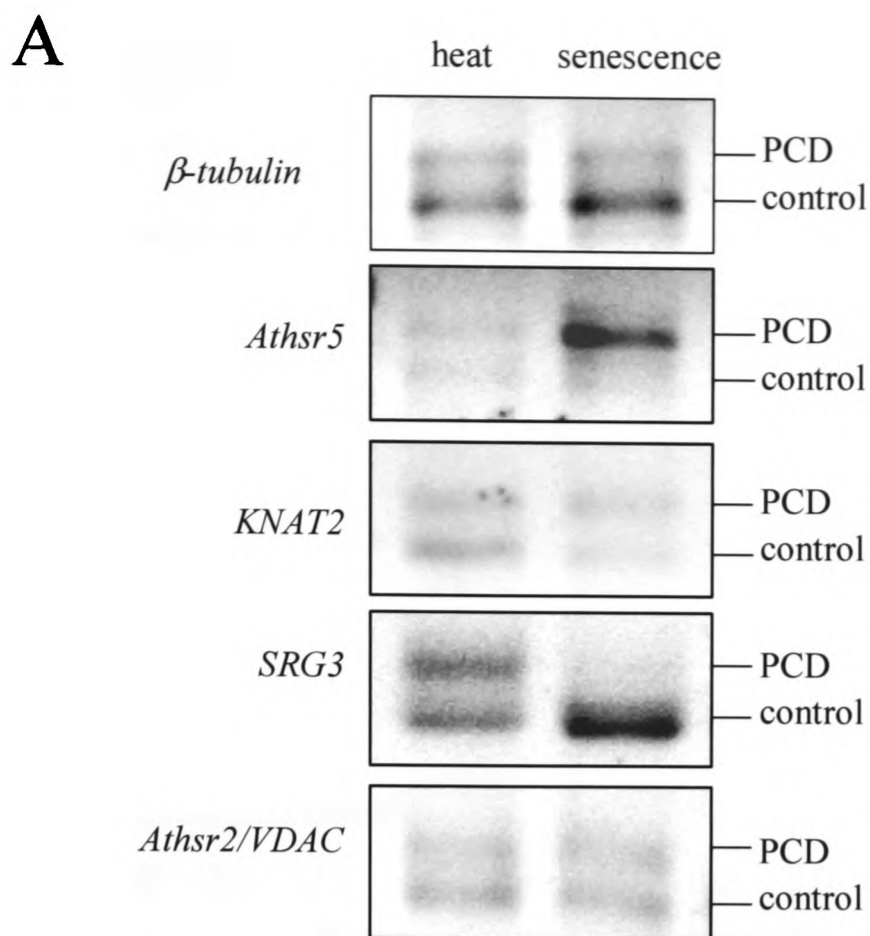 A
heat senescence
β-tubulin
PCD
control
Athsr5
PCD
control
KNAT2
PCD
control
SRG3
PCD
control
Athsr2/VDAC
PCD
control